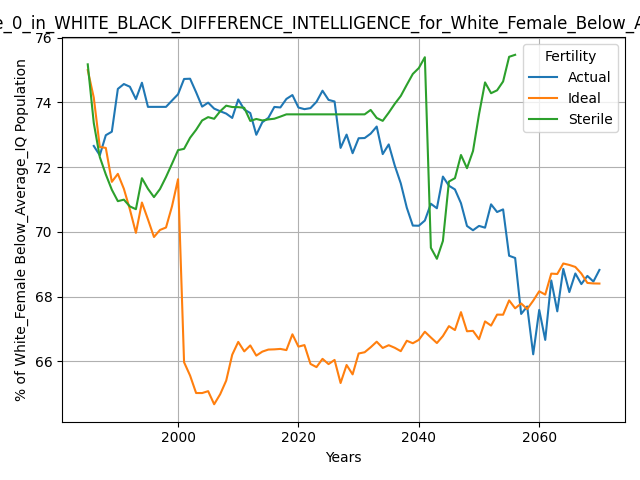 e_0_in_WHITE_BLACK_DIFFERENCE_INTELLIGENCE_for_White_Female_Below_A
% of White_Female Below_Average_IQ Population
76
74
72
70
68
66
2000
2020
2040
2060
Years
Fertility
Actual
Ideal
Sterile